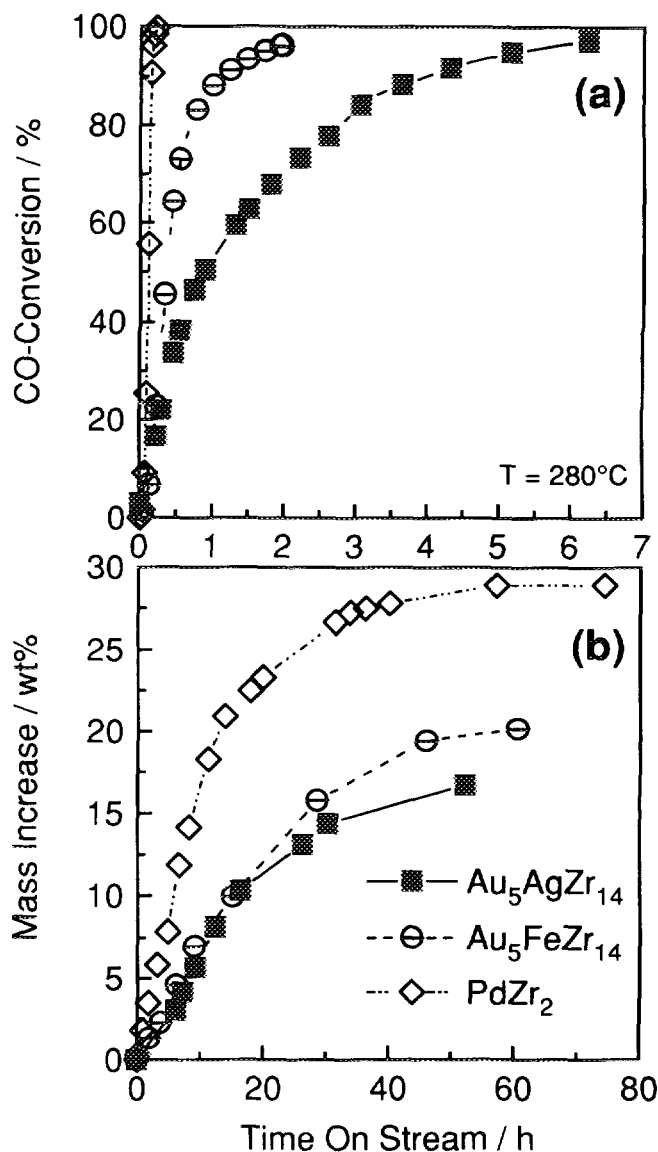 CO-Conversion / %
100
80
60
40
20
0
(a)
T = 280°C
0 1 2 3 4 5 6 7
Mass Increase / wt%
30
25
20
15
10
5
0
(b)
Au₅AgZr₁₄
Au₅FeZr₁₄
PdZr₂
0 20 40 60 80
Time On Stream / h